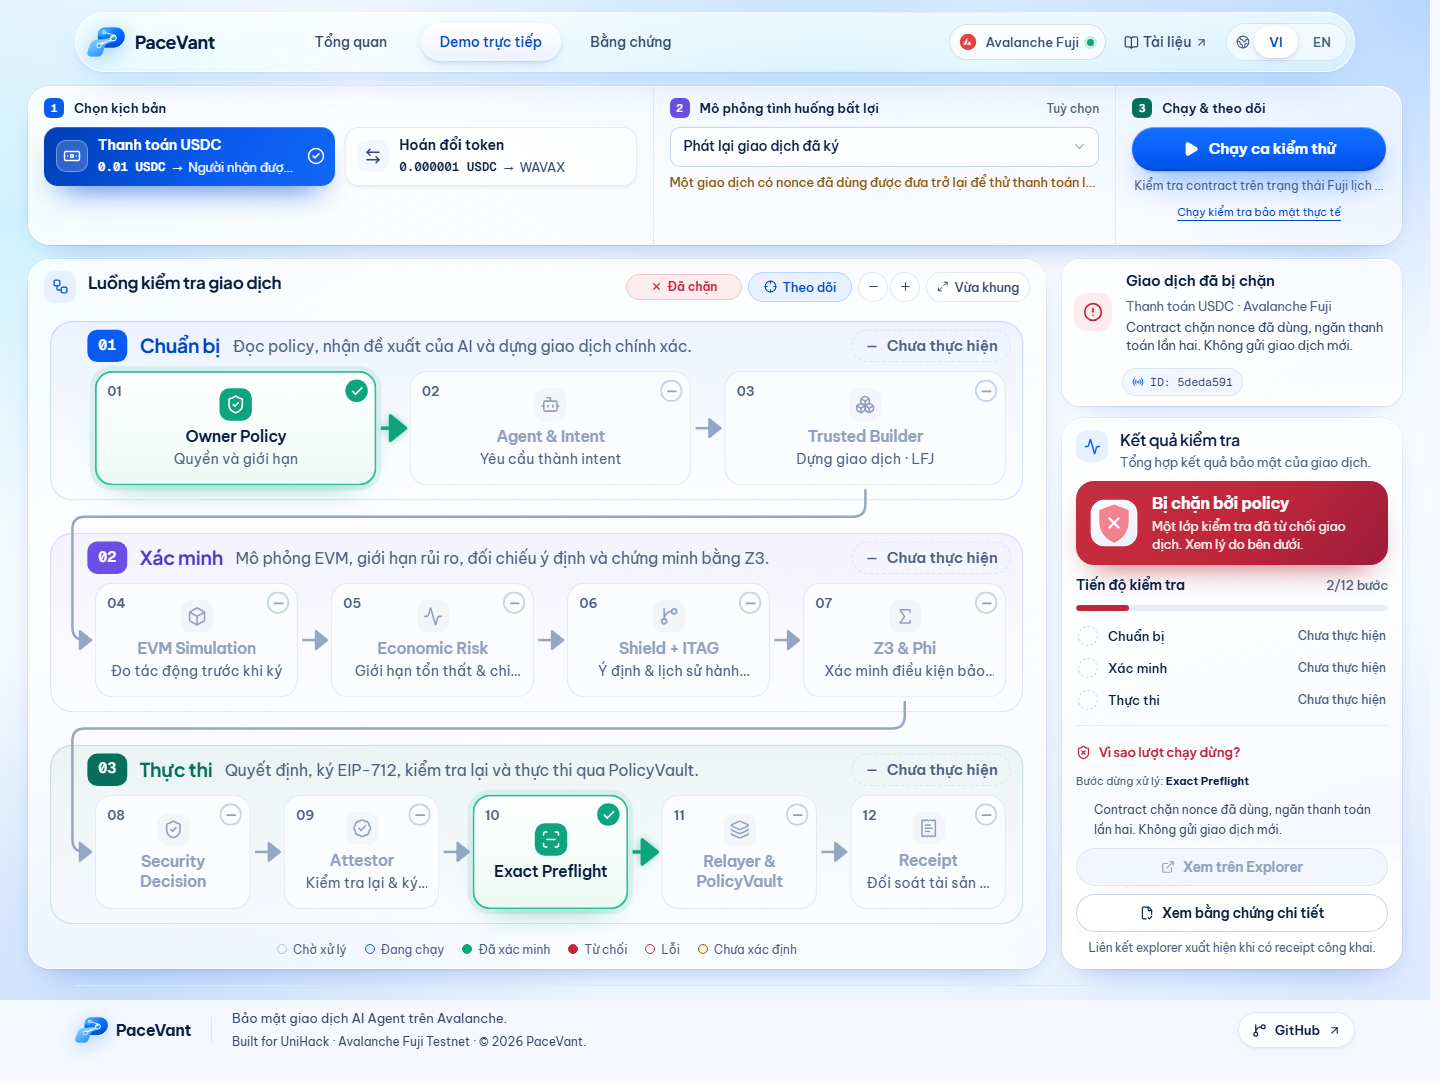 PaceVant
Tổng quan
Demo trực tiếp
Bằng chứng
Avalanche Fuji
Tài liệu
VI
EN
1 Chọn kịch bản
Thanh toán USDC
0.01 USDC → Người nhận đượ...
Hoán đổi token
0.000001 USDC → WAVAX
2 Mô phỏng tình huống bất lợi
Tuỳ chọn
Phát lại giao dịch đã ký
Một giao dịch có nonce đã dùng được đưa trở lại để thử thanh toán l...
3 Chạy & theo dõi
Chạy ca kiểm thử
Kiểm tra contract trên trạng thái Fuji lịch ...
Chạy kiểm tra bảo mật thực tế
Luồng kiểm tra giao dịch
Đã chặn
Theo dõi
Vừa khung
01 Chuẩn bị Đọc policy, nhận đề xuất của AI và dựng giao dịch chính xác.
Chưa thực hiện
01
Owner Policy
Quyền và giới hạn
02
Agent & Intent
Yêu cầu thành intent
03
Trusted Builder
Dựng giao dịch · LFJ
02 Xác minh Mô phỏng EVM, giới hạn rủi ro, đối chiếu ý định và chứng minh bằng Z3.
Chưa thực hiện
04
EVM Simulation
Đo tác động trước khi ký
05
Economic Risk
Giới hạn tổn thất & chi...
06
Shield + ITAG
Ý định & lịch sử hành...
07
Z3 & Phi
Xác minh điều kiện bảo...
03 Thực thi Quyết định, ký EIP-712, kiểm tra lại và thực thi qua PolicyVault.
Chưa thực hiện
08
Security
Decision
09
Attestor
Kiểm tra lại & ký...
10
Exact Preflight
11
Relayer &
PolicyVault
12
Receipt
Đối soát tài sản ...
Chờ xử lý
Đang chạy
Đã xác minh
Từ chối
Lỗi
Chưa xác định
Giao dịch đã bị chặn
Thanh toán USDC · Avalanche Fuji
Contract chặn nonce đã dùng, ngăn thanh
toán lần hai. Không gửi giao dịch mới.
ID: 5deda591
Kết quả kiểm tra
Tổng hợp kết quả bảo mật của giao dịch.
Bị chặn bởi policy
Một lớp kiểm tra đã từ chối giao
dịch. Xem lý do bên dưới.
Tiến độ kiểm tra
2/12 bước
Chuẩn bị
Chưa thực hiện
Xác minh
Chưa thực hiện
Thực thi
Chưa thực hiện
Vì sao lượt chạy dừng?
Bước dừng xử lý: Exact Preflight
Contract chặn nonce đã dùng, ngăn thanh toán
lần hai. Không gửi giao dịch mới.
Xem trên Explorer
Xem bằng chứng chi tiết
Liên kết explorer xuất hiện khi có receipt công khai.
PaceVant
Bảo mật giao dịch AI Agent trên Avalanche.
Built for UniHack · Avalanche Fuji Testnet · © 2026 PaceVant.
GitHub